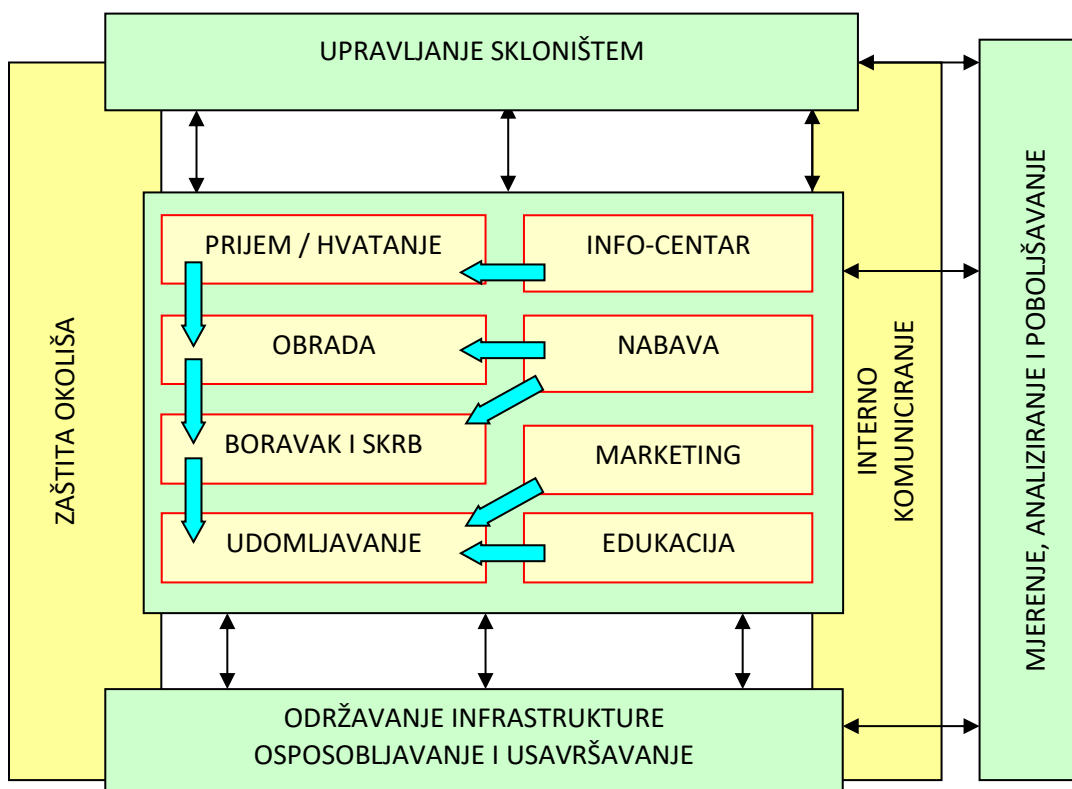 UPRAVLJANJE SKLONIŠTEM
ZAŠTITA OKOLIŠA
PRIJEM / HVATANJE
INFO-CENTAR
OBRADA
NABAVA
BORAVAK I SKRB
MARKETING
UDOMLJAVANJE
EDUKACIJA
INTERNO
KOMUNICIRANJE
MJERENJE, ANALIZIRANJE I POBOLJŠAVANJE
ODRŽAVANJE INFRASTRUKTURE
OSPOSOBLJAVANJE I USAVRŠAVANJE